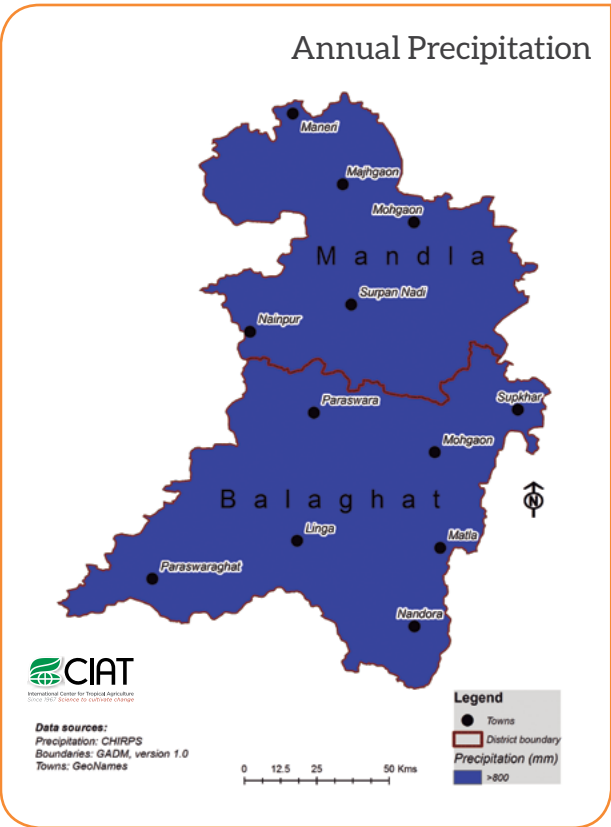 Annual Precipitation
Maneri
Majhgaon
Mohgaon
Mandla
Surpan Nadi
Nainpur
Paraswara
Supkhar
Mohgaon
N
Balaghat
Linga
Matla
Paraswaraghat
Nandora
CIAT
International Center for Tropical Agriculture
Since 1967 Science to cultivate change
Legend
Towns
District boundary
Precipitation (mm)
>800
Data sources:
Precipitation: CHIRPS
Boundaries: GADM, version 1.0
Towns: GeoNames
0 12.5 25 50 Kms